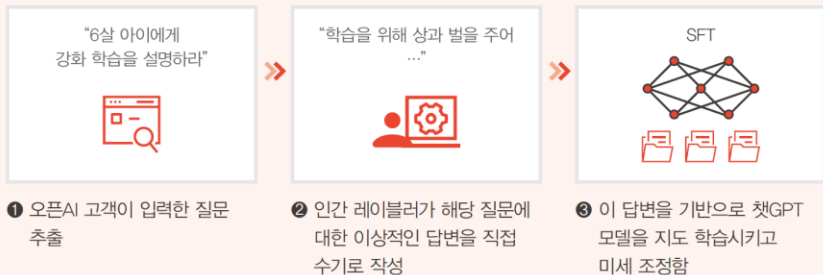 “6살 아이에게
강화 학습을 설명하라”
“학습을 위해 상과 벌을 주어
…”
SFT
❶ 오픈AI 고객이 입력한 질문
추출
❷ 인간 레이블러가 해당 질문에
대한 이상적인 답변을 직접
수기로 작성
❸ 이 답변을 기반으로 챗GPT
모델을 지도 학습시키고
미세 조정함